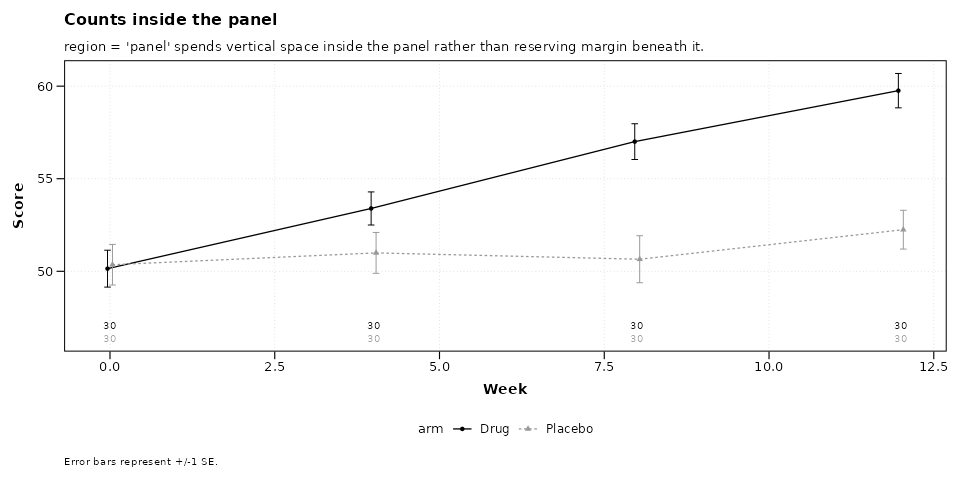 Counts inside the panel
region = 'panel' spends vertical space inside the panel rather than reserving margin beneath it.
60
55
50
Score
30 30 30 30
30 30 30 30
0.0 2.5 5.0 7.5 10.0 12.5
Week
arm Drug Placebo
Error bars represent +/-1 SE.